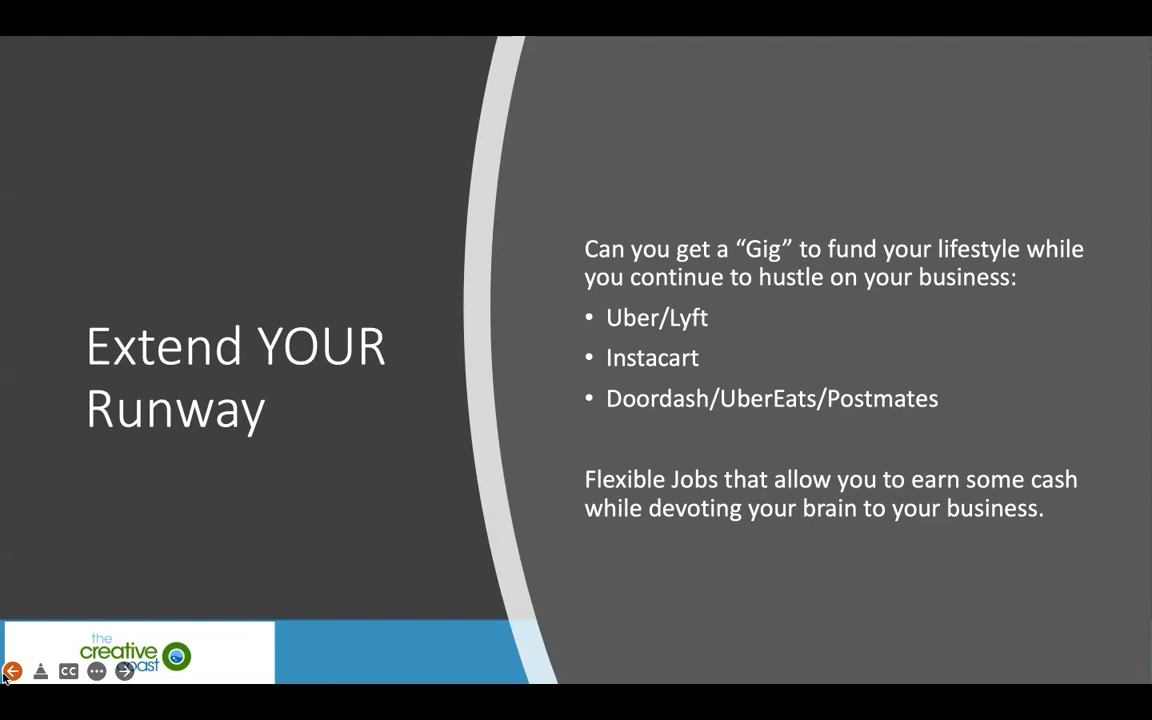 Extend YOUR
Runway
Can you get a “Gig” to fund your lifestyle while
you continue to hustle on your business:
• Uber/Lyft
• Instacart
• Doordash/UberEats/Postmates
Flexible Jobs that allow you to earn some cash
while devoting your brain to your business.
the
creative
coast
CC